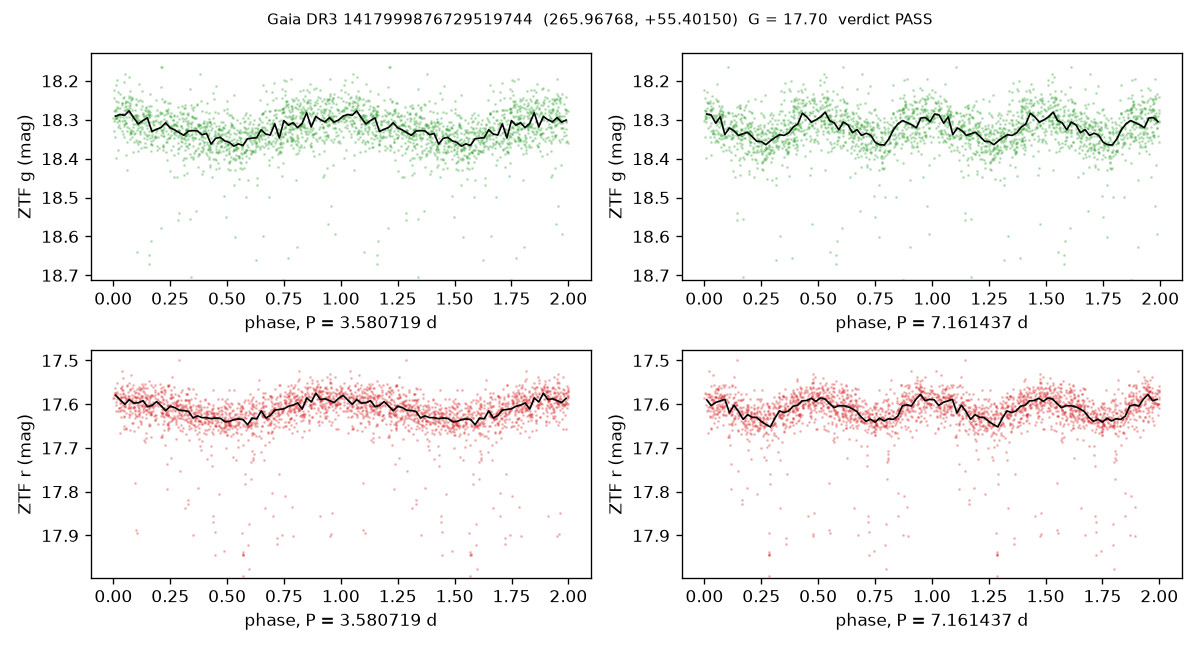 Gaia DR3 1417999876729519744 (265.96768, +55.40150) G = 17.70 verdict PASS
ZTF g (mag)
18.2
18.3
18.4
18.5
18.6
18.7
0.00 0.25 0.50 0.75 1.00 1.25 1.50 1.75 2.00
phase, P = 3.580719 d
ZTF g (mag)
18.2
18.3
18.4
18.5
18.6
18.7
0.00 0.25 0.50 0.75 1.00 1.25 1.50 1.75 2.00
phase, P = 7.161437 d
ZTF r (mag)
17.5
17.6
17.7
17.8
17.9
0.00 0.25 0.50 0.75 1.00 1.25 1.50 1.75 2.00
phase, P = 3.580719 d
ZTF r (mag)
17.5
17.6
17.7
17.8
17.9
0.00 0.25 0.50 0.75 1.00 1.25 1.50 1.75 2.00
phase, P = 7.161437 d